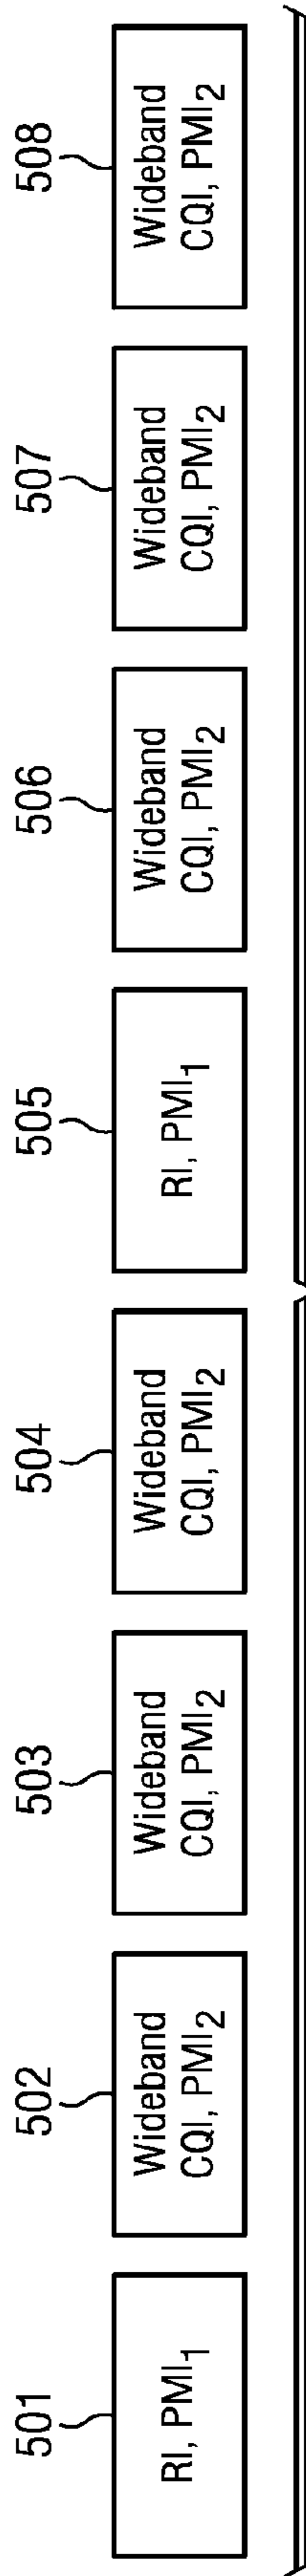 501
RI, PMI1
502
Wideband
CQI, PMI2
503
Wideband
CQI, PMI2
504
Wideband
CQI, PMI2
505
RI, PMI1
506
Wideband
CQI, PMI2
507
Wideband
CQI, PMI2
508
Wideband
CQI, PMI2